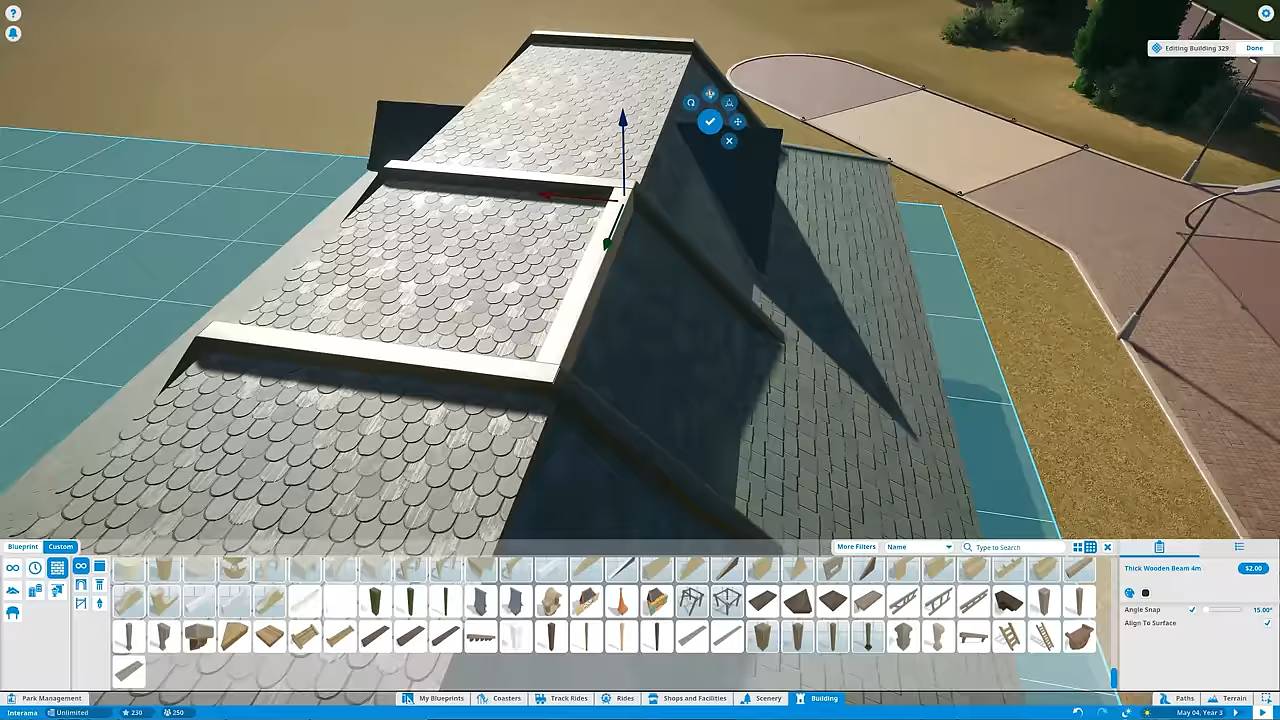 ?
Editing Building 329 Done
Blueprint Custom
More Filters Name Type to Search
Thick Wooden Beam 4m $2.00
Angle Snap 15.00°
Align To Surface
Park Management My Blueprints Coasters Track Rides Rides Shops and Facilities Scenery Building Paths Terrain
Interama Unlimited 230 250 May 04, Year 3